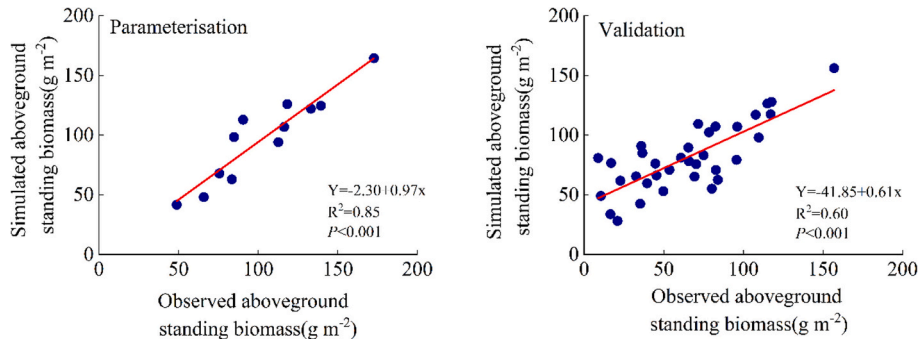 Parameterisation
Simulated aboveground
standing biomass(g m⁻²)
200
150
100
50
0
Y=-2.30+0.97x
R²=0.85
P<0.001
0
50
100
150
200
Observed aboveground
standing biomass(g m⁻²)
Validation
Simulated aboveground
standing biomass(g m⁻²)
200
150
100
50
0
Y=-41.85+0.61x
R²=0.60
P<0.001
0
50
100
150
200
Observed aboveground
standing biomass(g m⁻²)